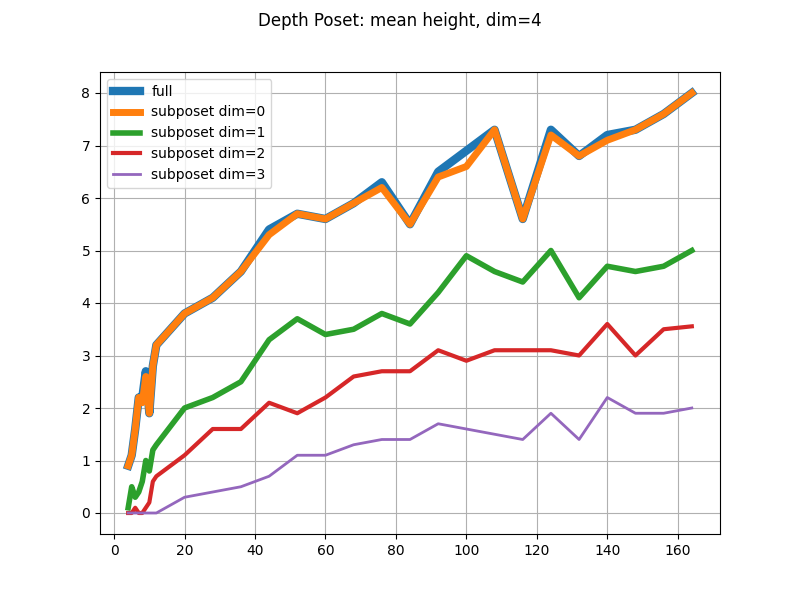 Depth Poset: mean height, dim=4
full
subposet dim=0
subposet dim=1
subposet dim=2
subposet dim=3
8
7
6
5
4
3
2
1
0
0 20 40 60 80 100 120 140 160